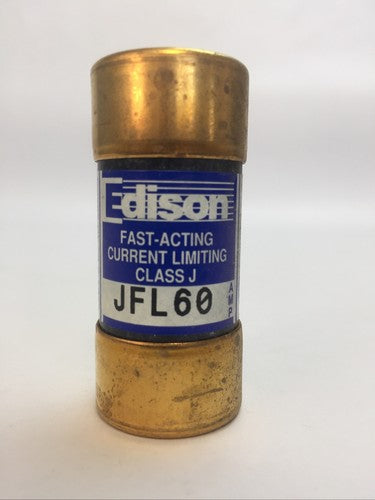 Edison
FAST-ACTING
CURRENT LIMITING
CLASS J
JFL60 AMP